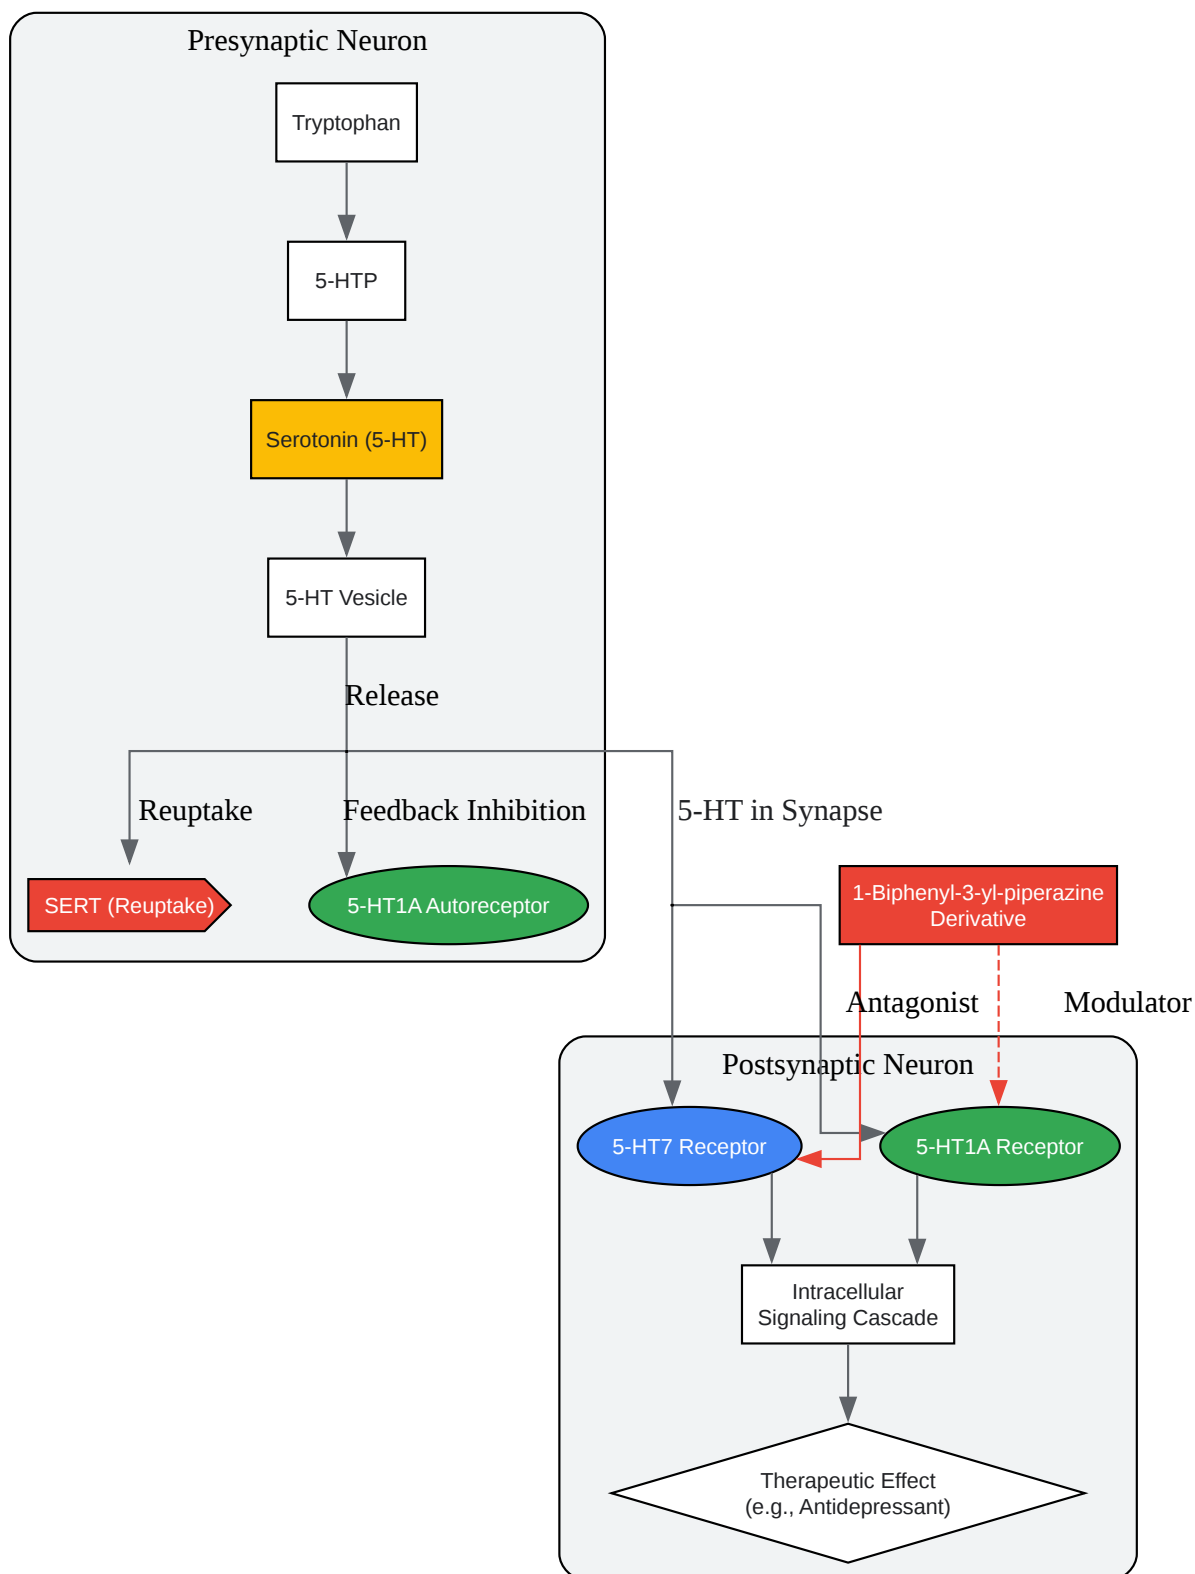 Presynaptic Neuron
Tryptophan
5-HTP
Serotonin (5-HT)
5-HT Vesicle
Release
Reuptake
Feedback Inhibition
5-HT in Synapse
SERT (Reuptake)
5-HT1A Autoreceptor
1-Biphenyl-3-yl-piperazine
Derivative
Antagonist
Modulator
Postsynaptic Neuron
5-HT7 Receptor
5-HT1A Receptor
Intracellular
Signaling Cascade
Therapeutic Effect
(e.g., Antidepressant)